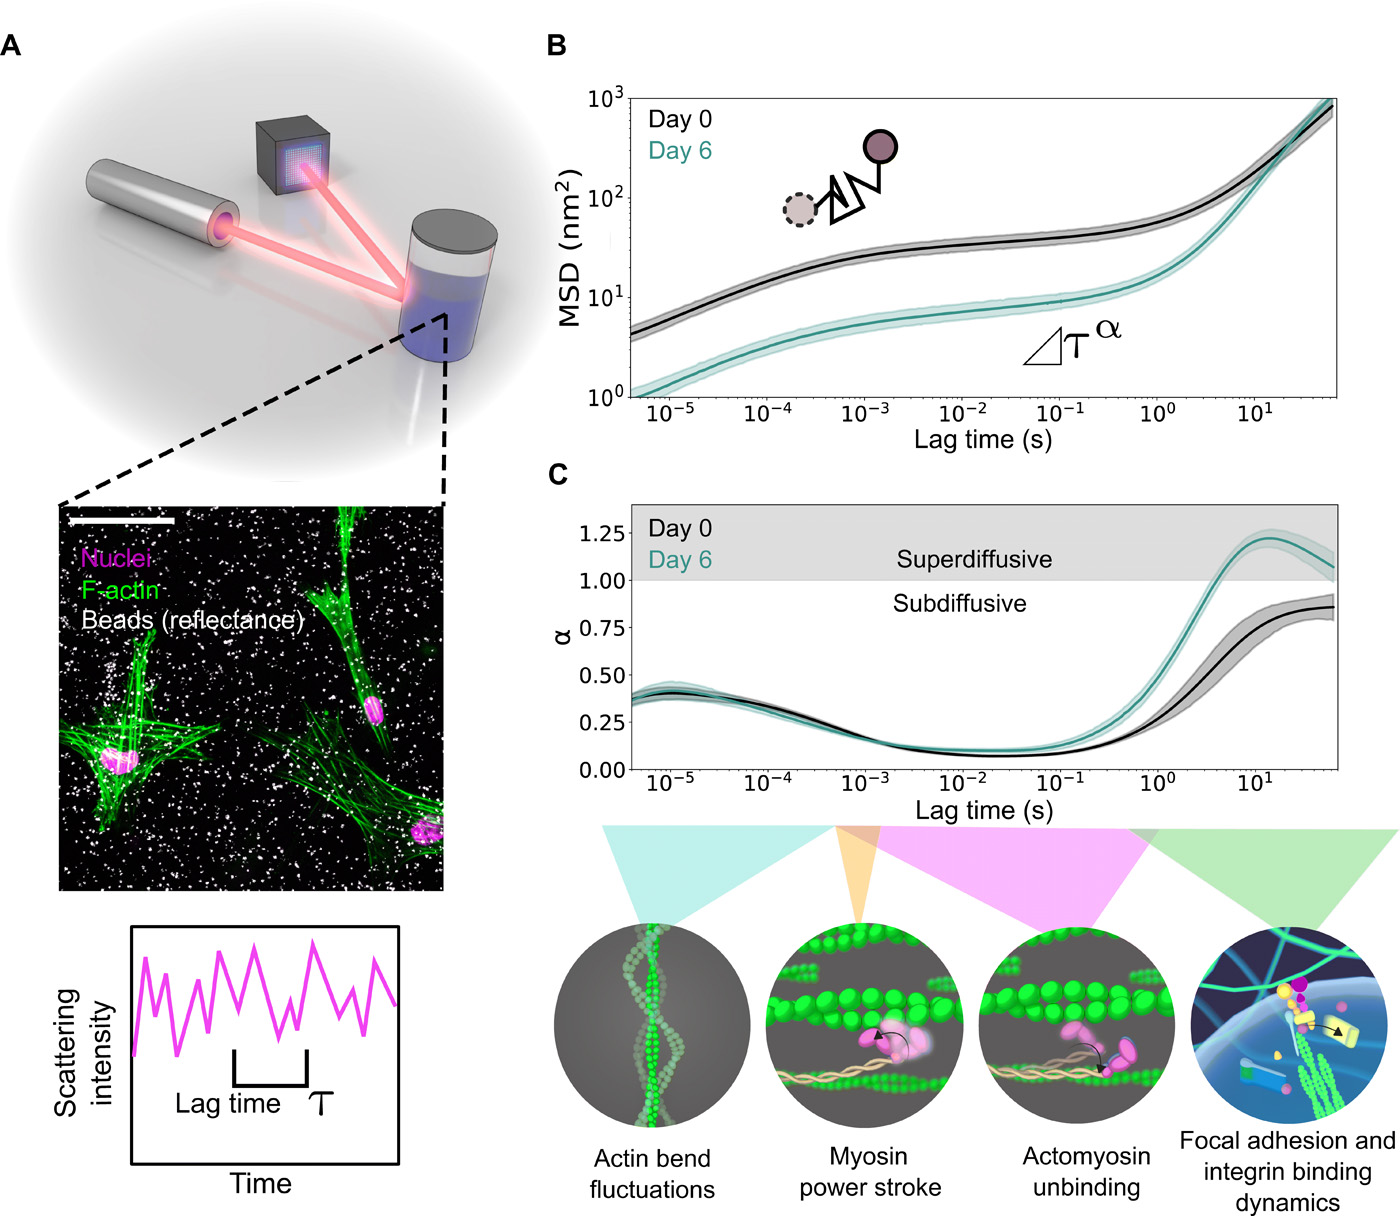 A
Nuclei
F-actin
Beads (reflectance)
Scattering
intensity
Lag time τ
Time
B
Day 0
Day 6
MSD (nm²)
10³
10²
10¹
10⁰
τ^α
10⁻⁵ 10⁻⁴ 10⁻³ 10⁻² 10⁻¹ 10⁰ 10¹
Lag time (s)
C
Day 0
Day 6
Superdiffusive
Subdiffusive
α
1.25
1.00
0.75
0.50
0.25
0.00
10⁻⁵ 10⁻⁴ 10⁻³ 10⁻² 10⁻¹ 10⁰ 10¹
Lag time (s)
Actin bend
fluctuations
Myosin
power stroke
Actomyosin
unbinding
Focal adhesion and
integrin binding
dynamics